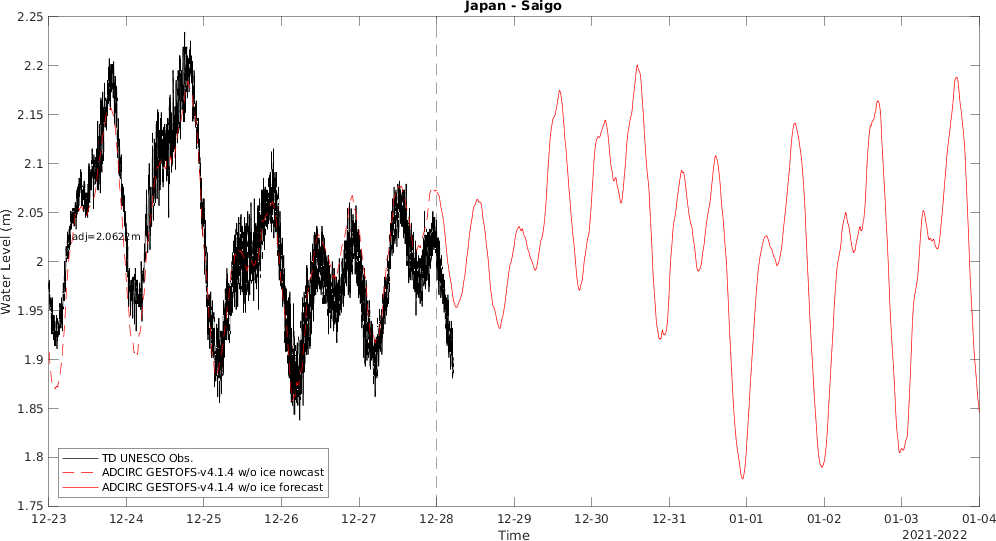 Japan - Saigo
Water Level (m)
2.25
2.2
2.15
2.1
2.05
2
1.95
1.9
1.85
1.8
1.75
adj=2.0622m
TD UNESCO Obs.
ADCIRC GESTOFS-v4.1.4 w/o ice nowcast
ADCIRC GESTOFS-v4.1.4 w/o ice forecast
12-23 12-24 12-25 12-26 12-27 12-28 12-29 12-30 12-31 01-01 01-02 01-03 01-04
Time
2021-2022